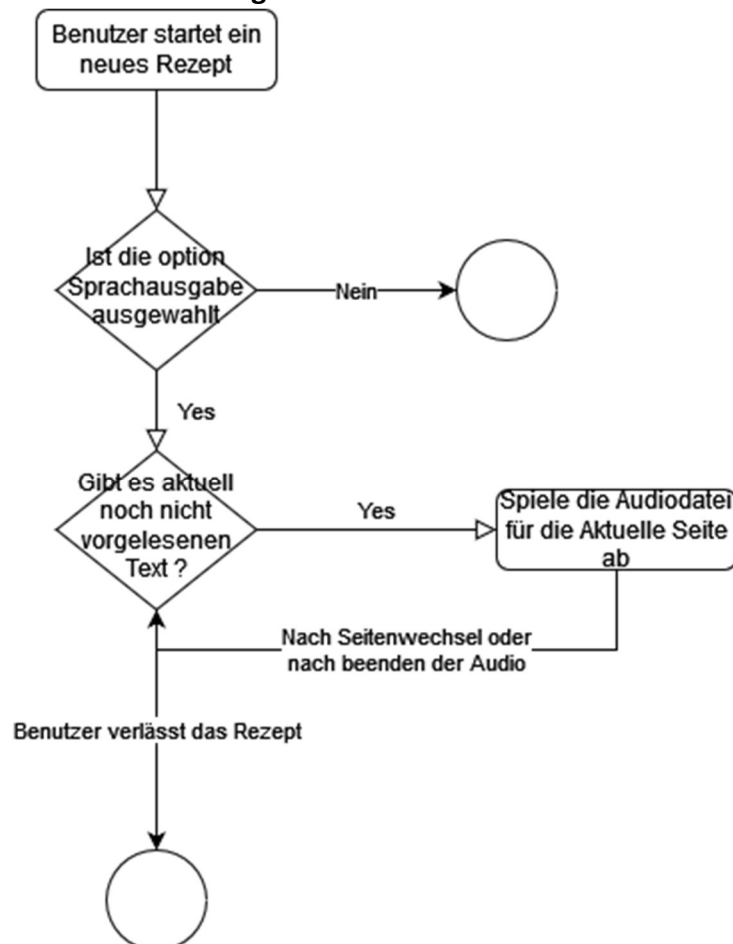 Benutzer startet ein
neues Rezept
Ist die option
Sprachausgabe
ausgewahlt
Nein
Yes
Gibt es aktuell
noch nicht
vorgelesenen
Text ?
Yes
Spiele die Audiodatei
für die Aktuelle Seite
ab
Nach Seitenwechsel oder
nach beenden der Audio
Benutzer verlässt das Rezept